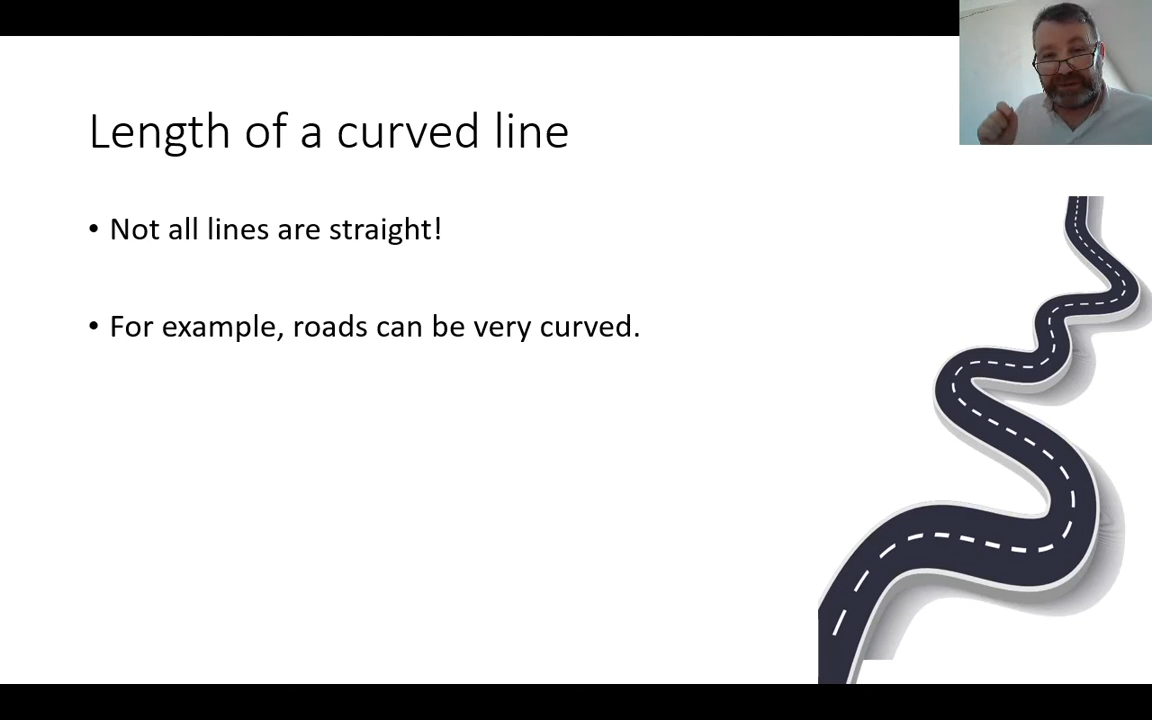 Length of a curved line
• Not all lines are straight!
• For example, roads can be very curved.